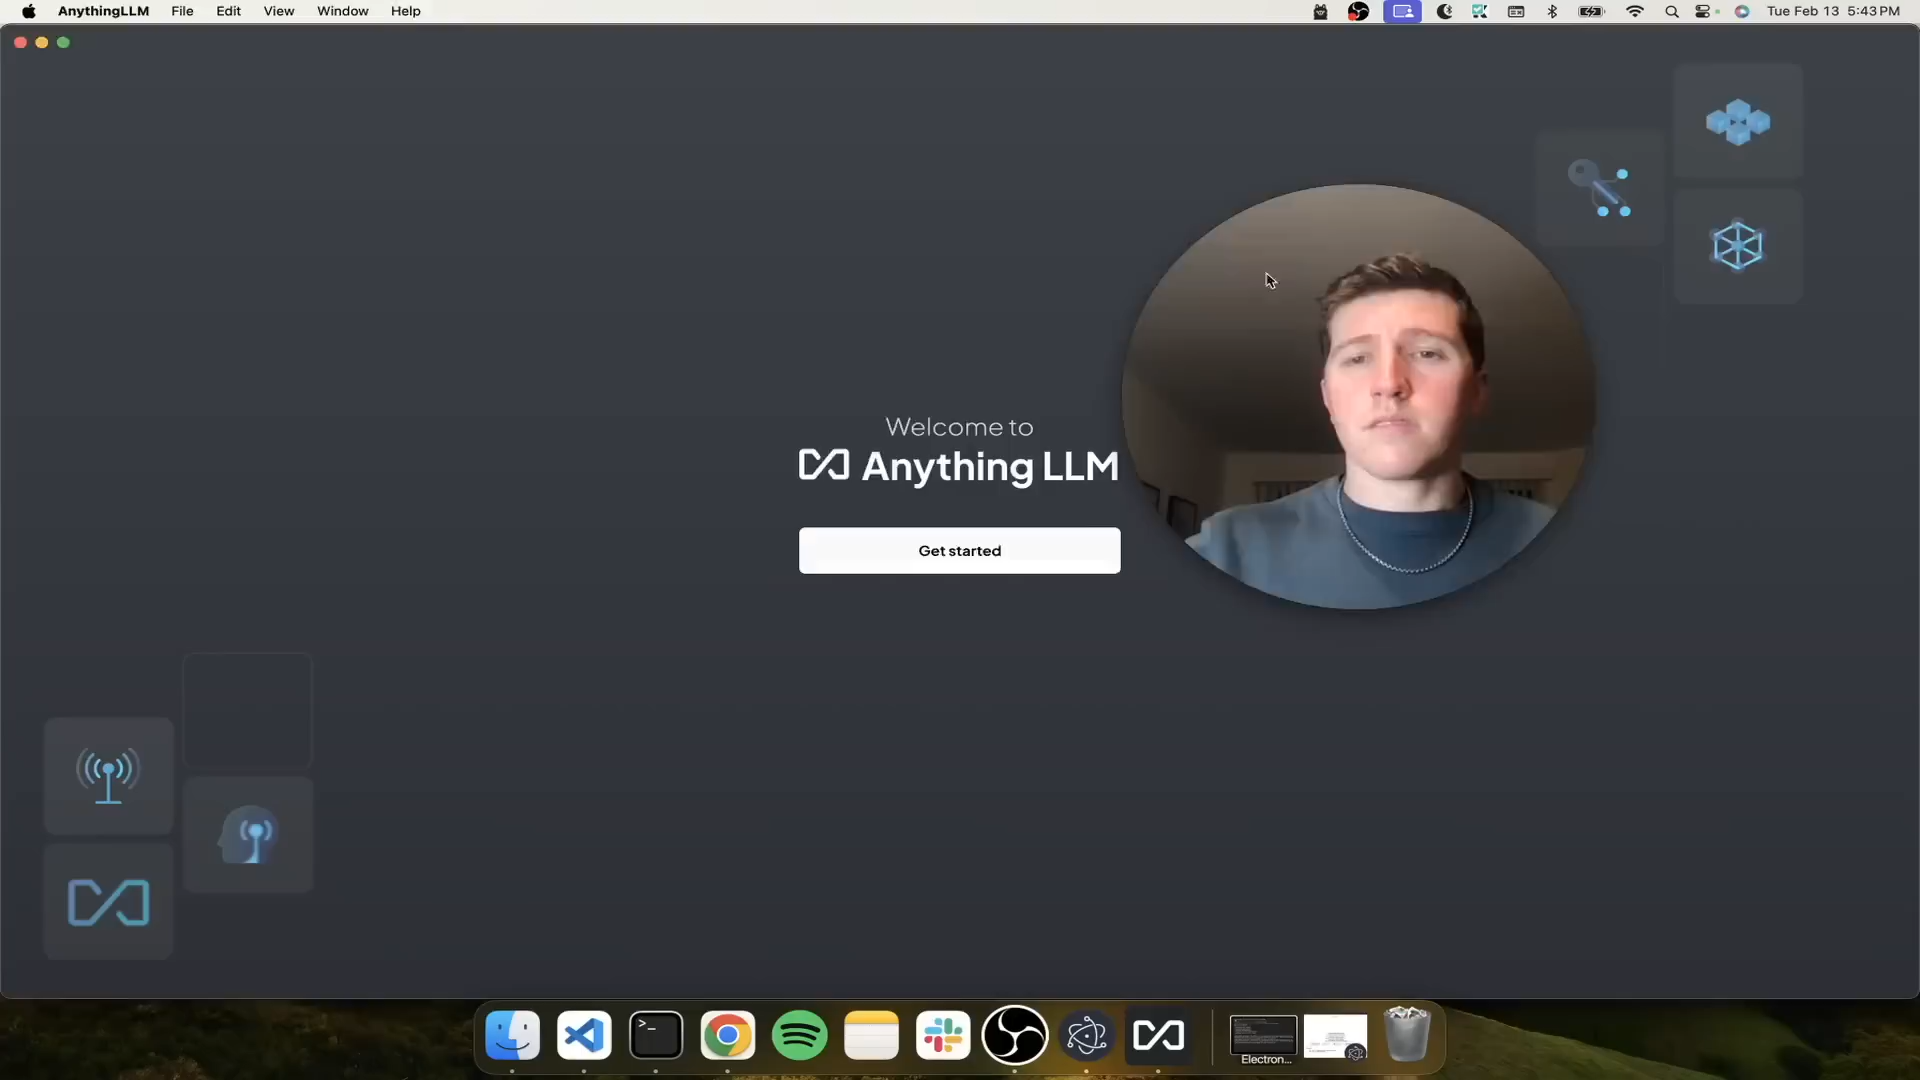 AnythingLLM File Edit View Window Help Tue Feb 13 5:43 PM
Welcome to
Anything LLM
Get started
>_
Electron...